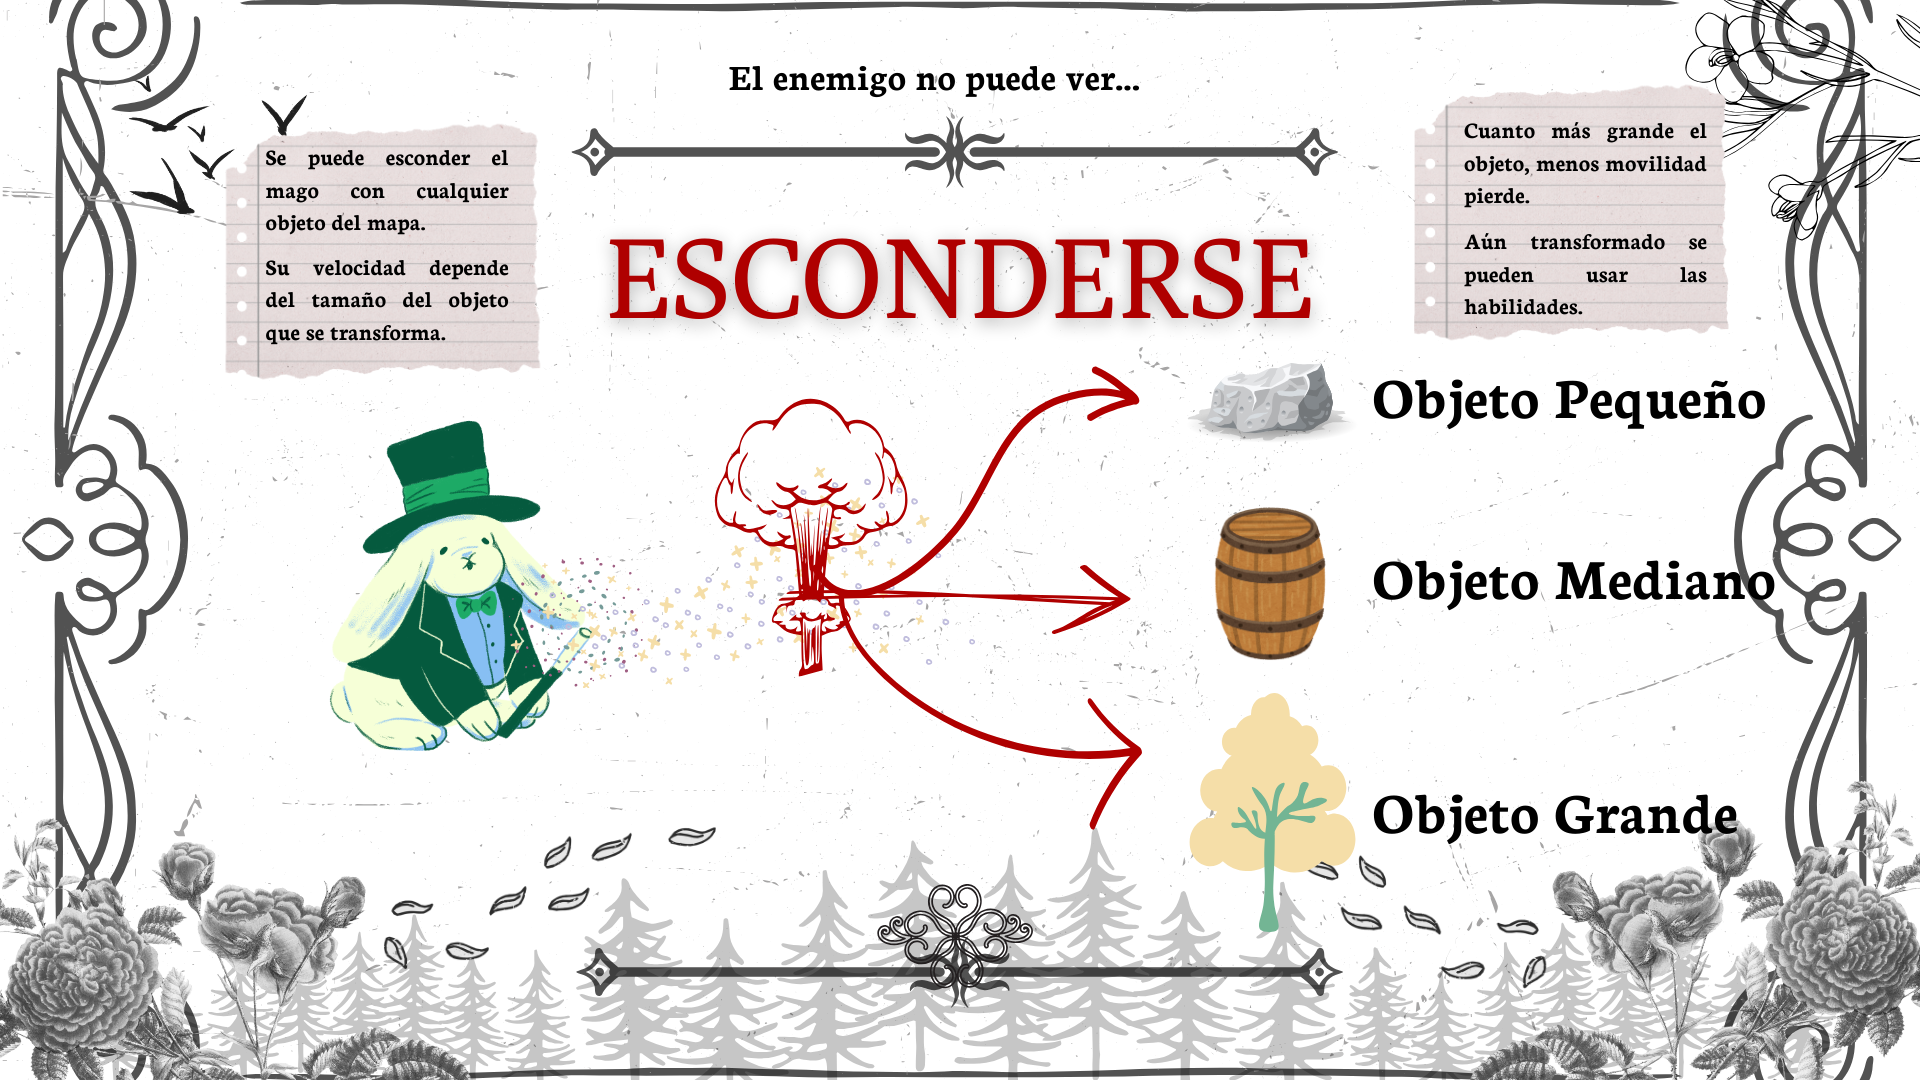 El enemigo no puede ver...
Se puede esconder el
mago con cualquier
objeto del mapa.
Su velocidad depende
del tamaño del objeto
que se transforma.
ESCONDERSE
Cuanto más grande el
objeto, menos movilidad
pierde.
Aún transformado se
pueden usar las
habilidades.
Objeto Pequeño
Objeto Mediano
Objeto Grande